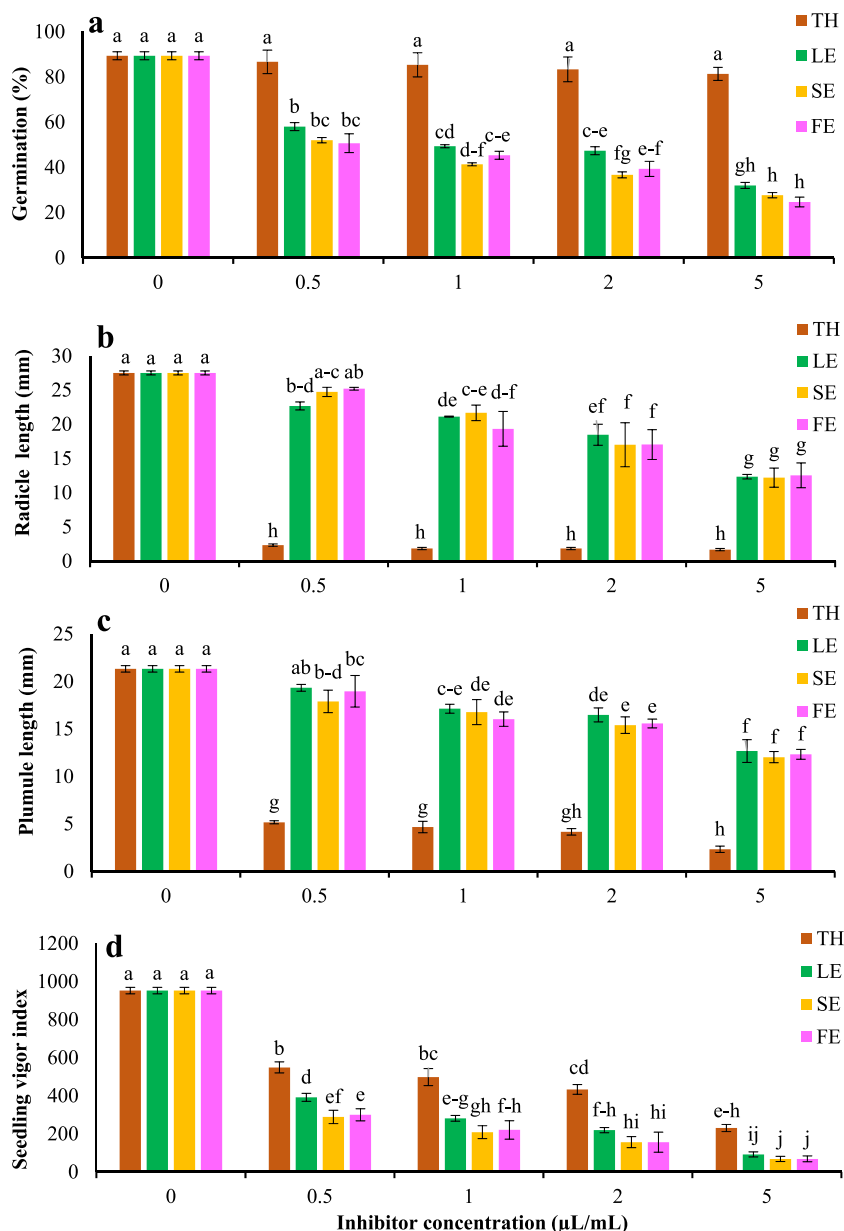 a
Germination (%)
100
80
60
40
20
0
a a a a
a
b bc bc
a
cd d-f c-e
a
c-e fg e-f
a
gh h h
0 0.5 1 2 5
TH
LE
SE
FE
b
Radicle length (mm)
30
25
20
15
10
5
0
a a a a
h b-d a-c ab
h de c-e d-f
h ef f f
h g g g
0 0.5 1 2 5
TH
LE
SE
FE
c
Plumule length (mm)
25
20
15
10
5
0
a a a a
g ab b-d bc
g c-e de de
gh de e e
h f f f
0 0.5 1 2 5
TH
LE
SE
FE
d
Seedling vigor index
1200
1000
800
600
400
200
0
a a a a
b d ef e
bc e-g gh f-h
cd f-h hi hi
e-h ij j j
0 0.5 1 2 5
TH
LE
SE
FE
Inhibitor concentration (µL/mL)